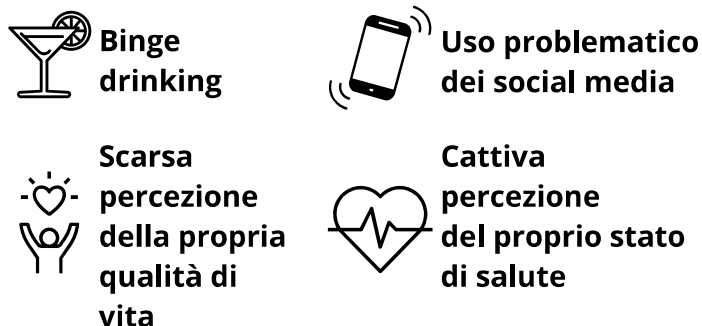 Binge
drinking
Uso problematico
dei social media
Scarsa
percezione
della propria
qualità di
vita
Cattiva
percezione
del proprio stato
di salute